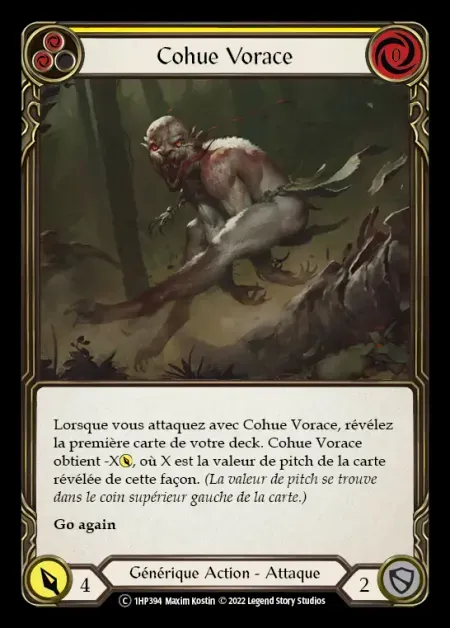 Cohue Vorace
0
Lorsque vous attaquez avec Cohue Vorace, révélez
la première carte de votre deck. Cohue Vorace
obtient -X, où X est la valeur de pitch de la carte
révélée de cette façon. (La valeur de pitch se trouve
dans le coin supérieur gauche de la carte.)
Go again
4
Générique Action - Attaque
2
C 1HP394 Maxim Kostin © 2022 Legend Story Studios